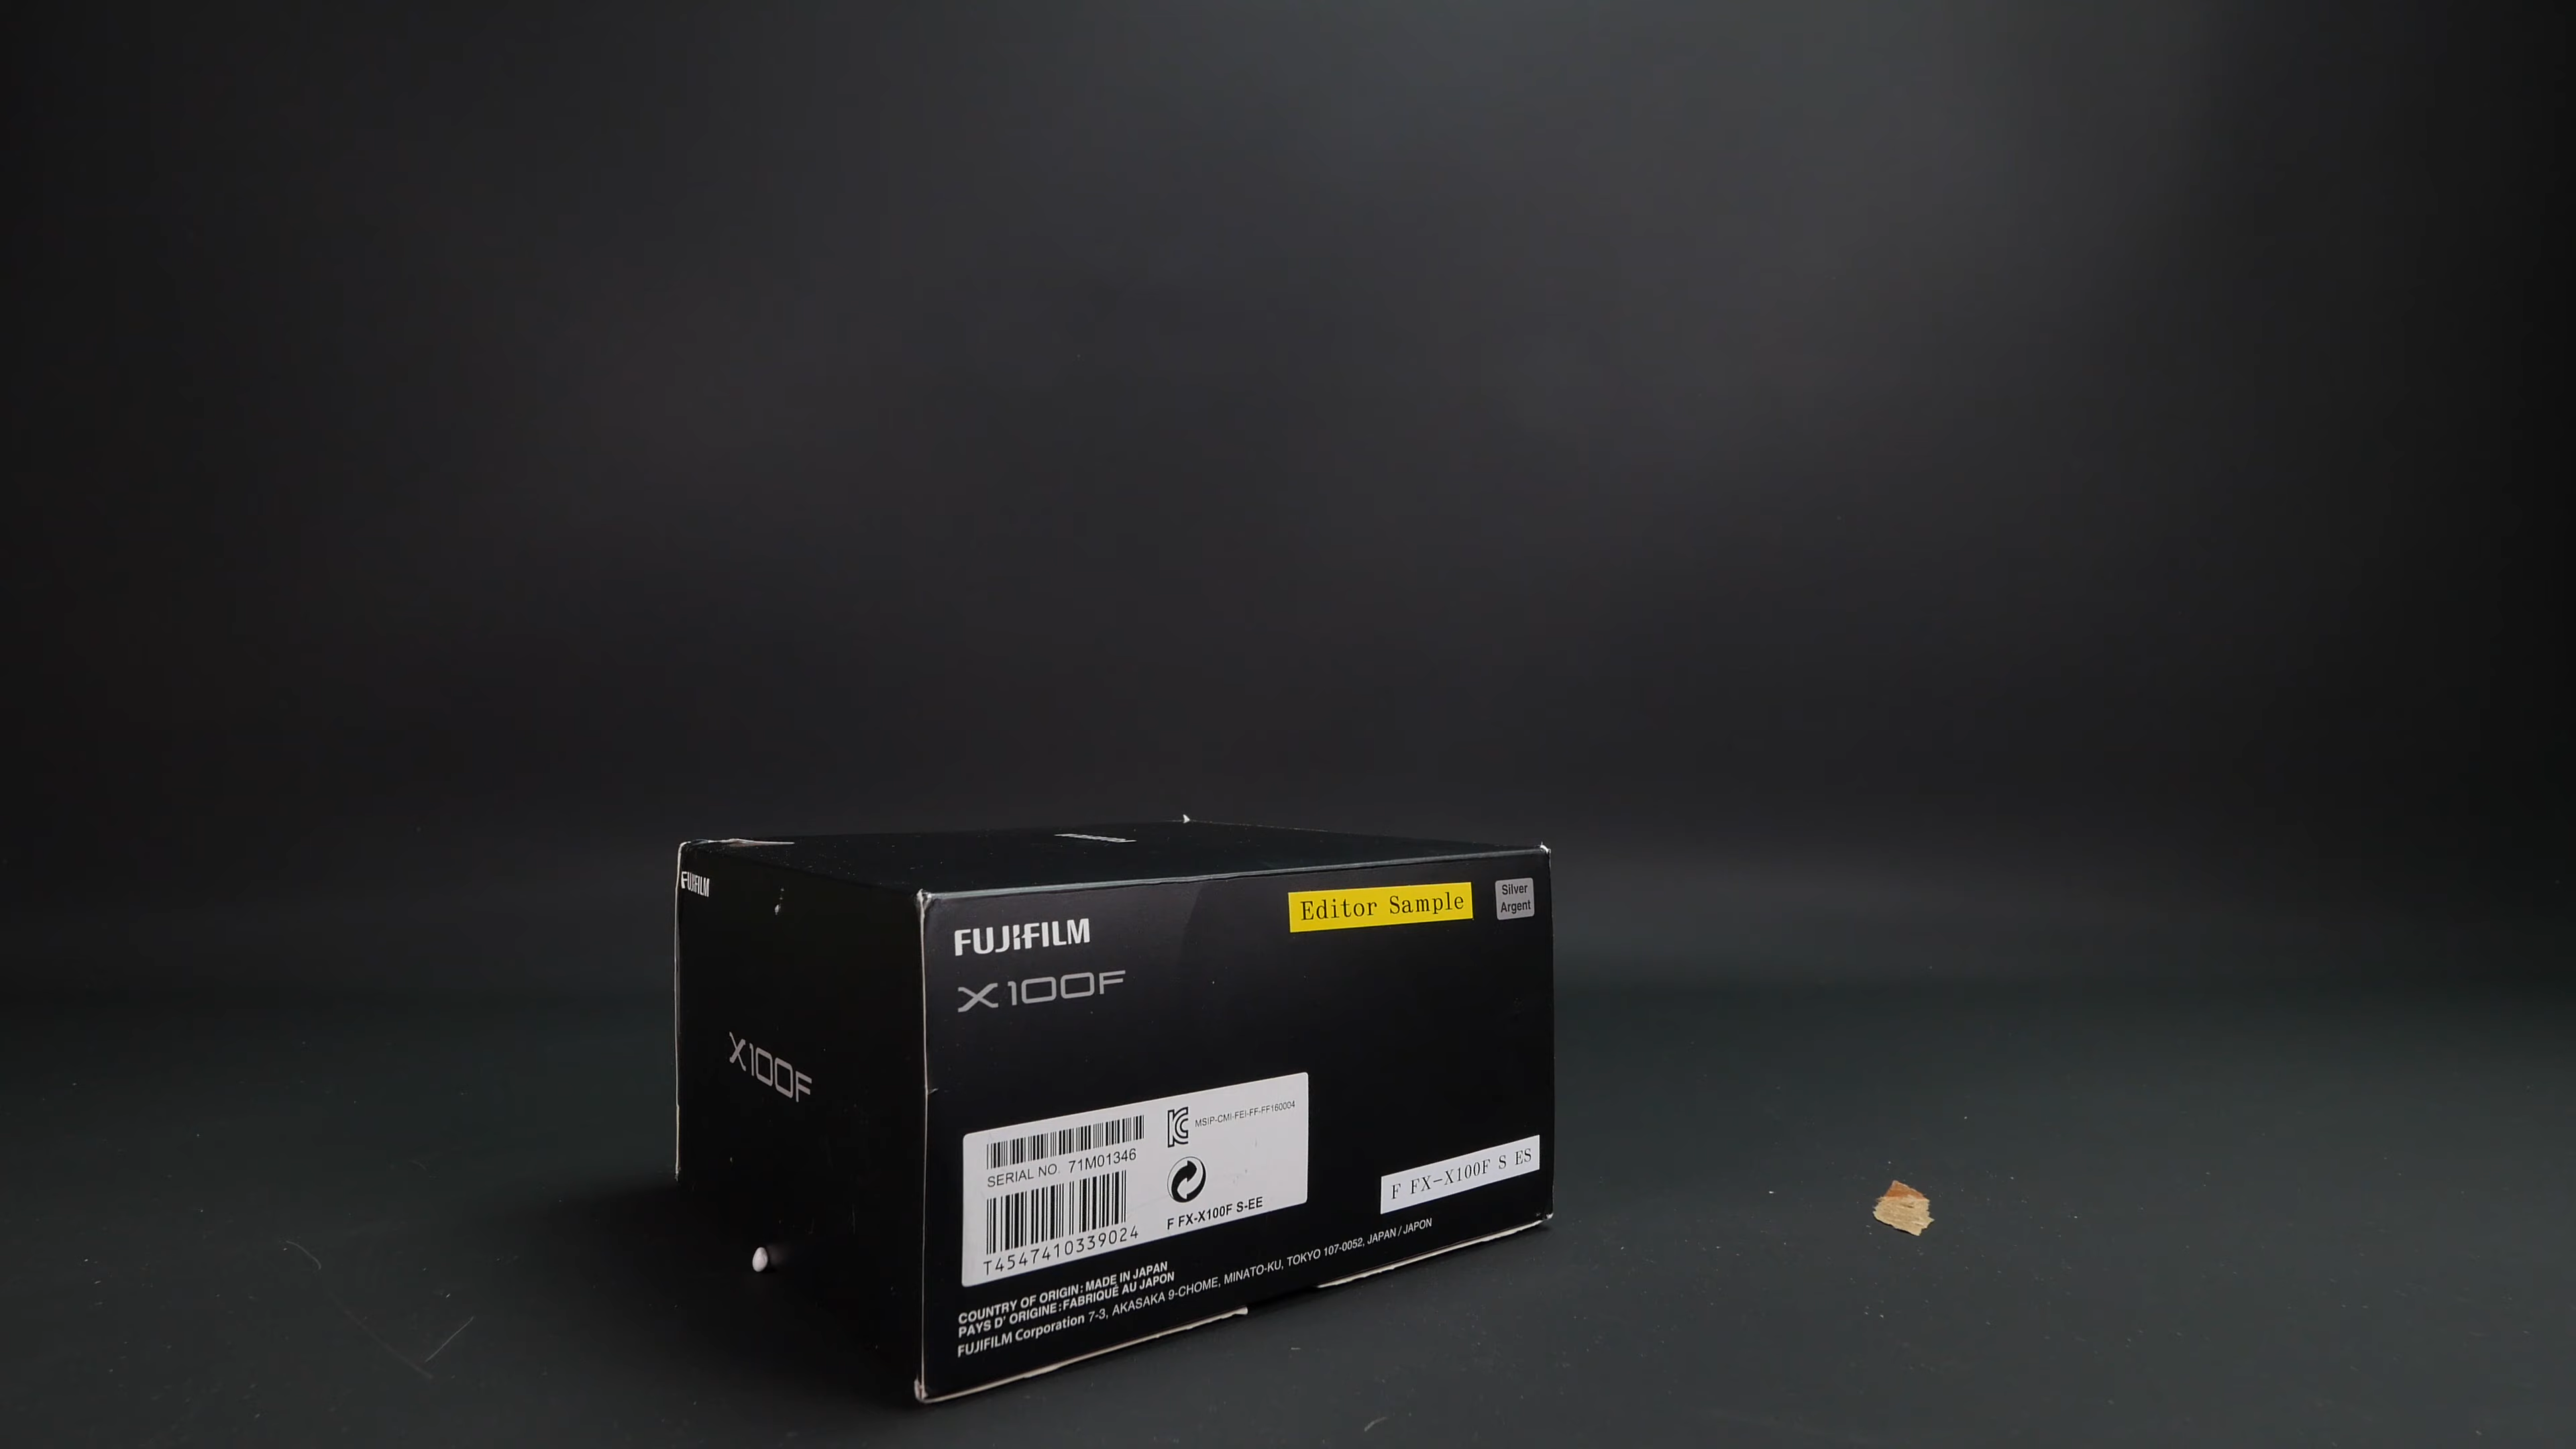 FUJIFILM
X100F
FUJIFILM
X100F
Editor Sample
Silver
Argent
SERIAL NO. 71M01346
T4547410339024
MSIP-CMI-FEI-FF-FF160004
F FX-X100F S-EE
F FX-X100F S ES
COUNTRY OF ORIGIN: MADE IN JAPAN
PAYS D' ORIGINE: FABRIQUÉ AU JAPON
FUJIFILM Corporation 7-3, AKASAKA 9-CHOME, MINATO-KU, TOKYO 107-0052, JAPAN / JAPON